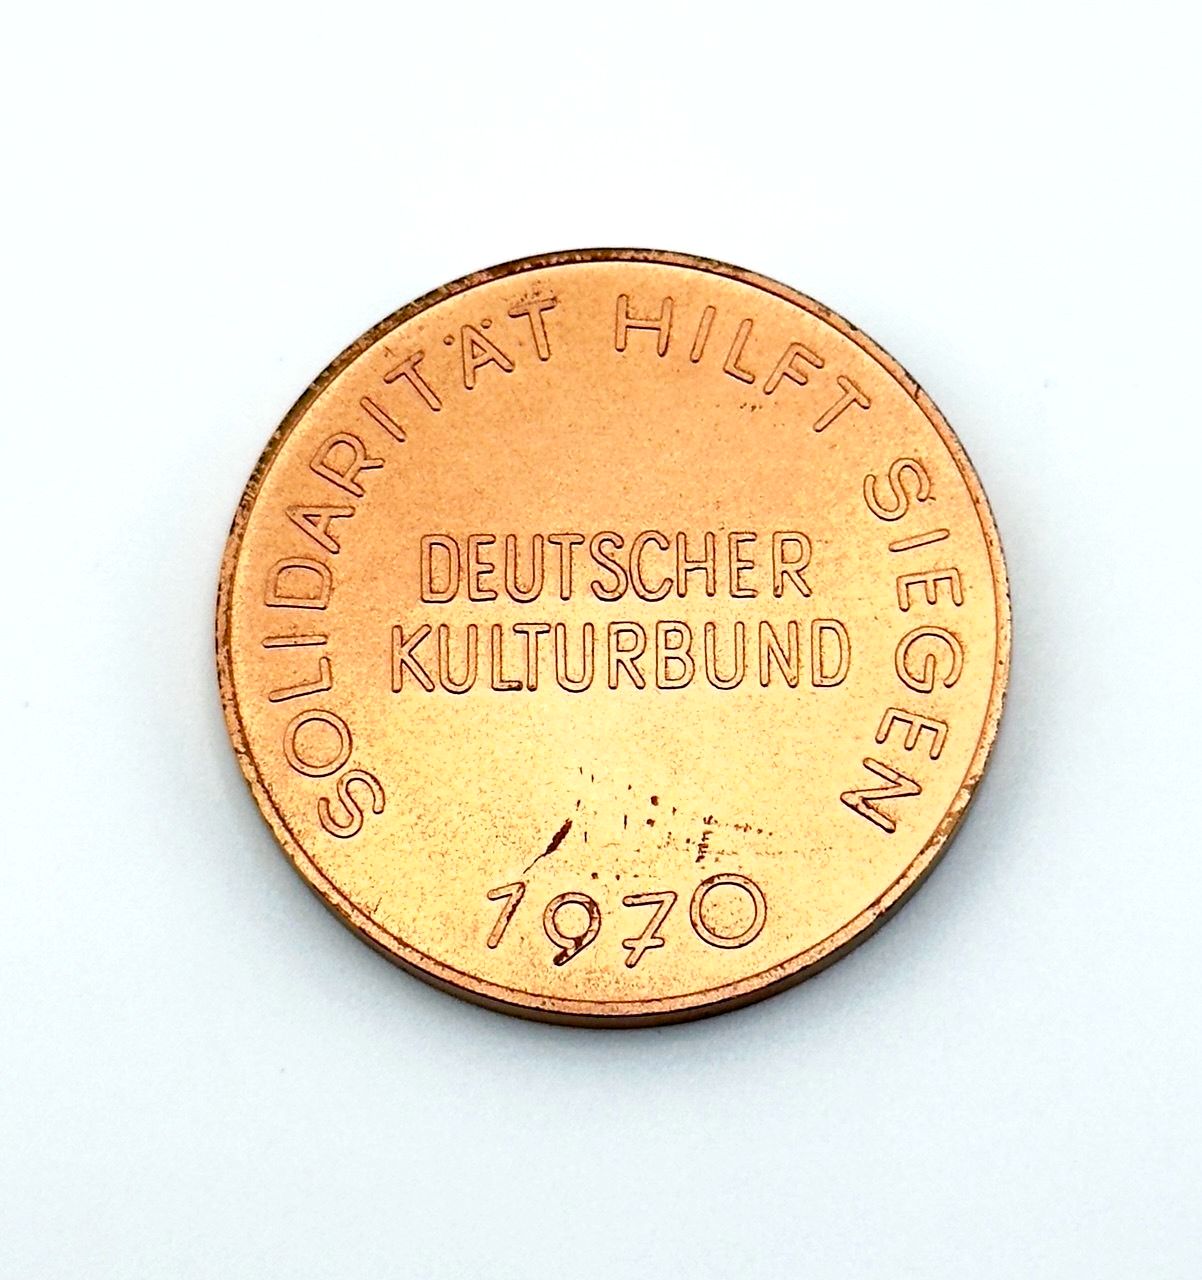 SOLIDARITÄT HILFT SIEGEN
DEUTSCHER
KULTURBUND
1970